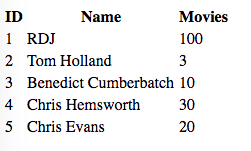 ID Name Movies
1 RDJ 100
2 Tom Holland 3
3 Benedict Cumberbatch 10
4 Chris Hemsworth 30
5 Chris Evans 20